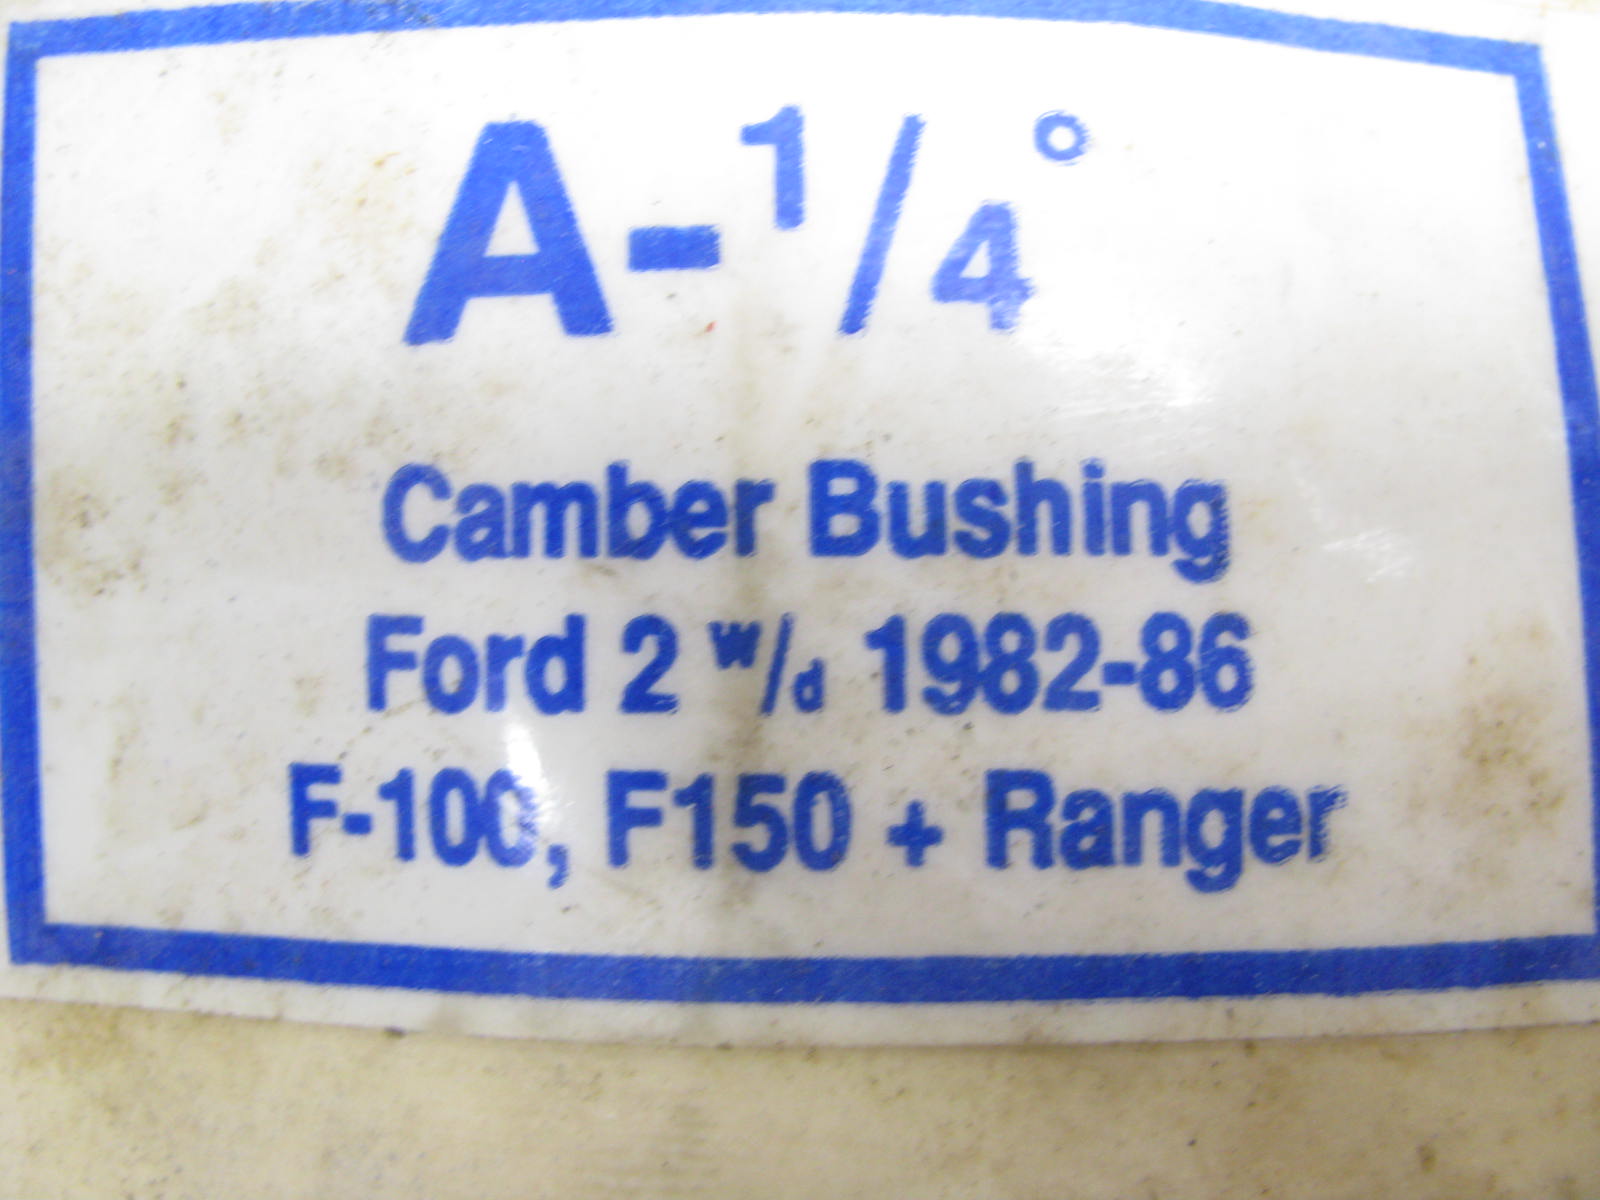 A-1/4°
Camber Bushing
Ford 2 w/d 1982-86
F-100, F150 + Ranger